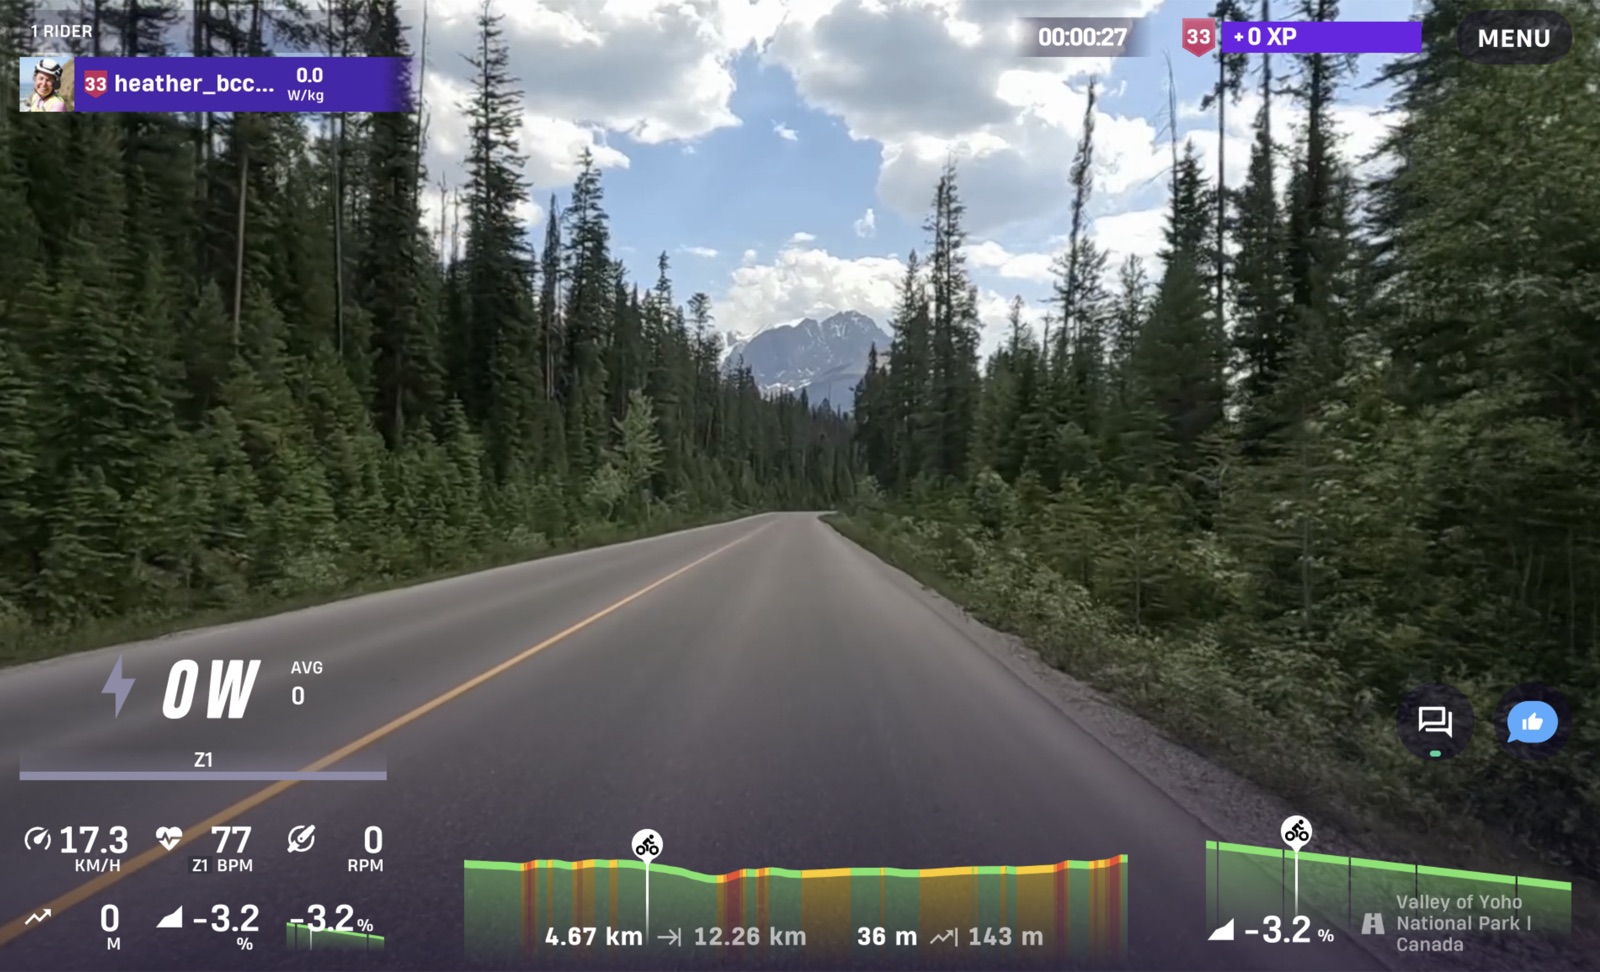 1 RIDER
33 heather_bcc... 0.0
W/kg
00:00:27
33 +0 XP
MENU
0W AVG
0
Z1
17.3 77 0
KM/H Z1 BPM RPM
0 -3.2 -3.2 %
M %
4.67 km 12.26 km 36 m 143 m
-3.2 %
Valley of Yoho
National Park |
Canada